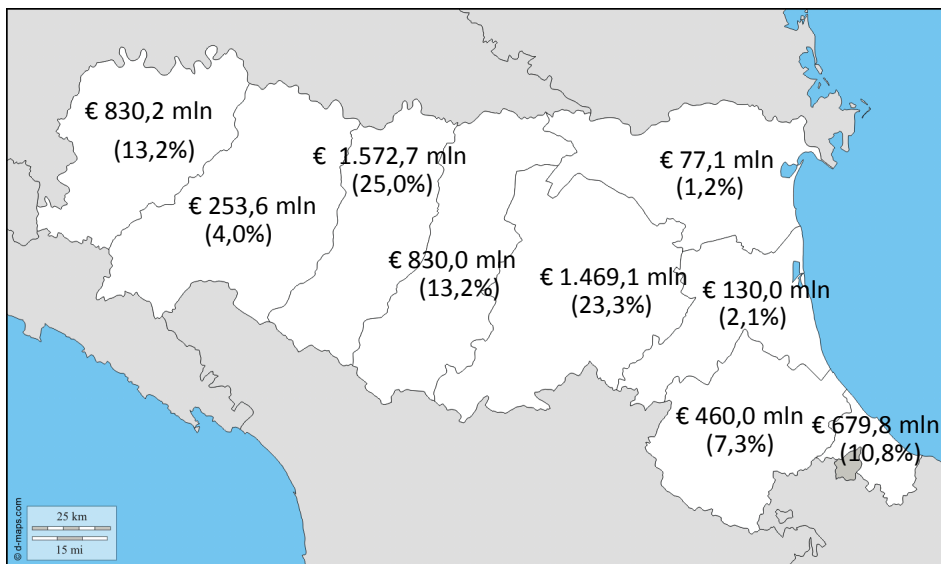 € 830,2 mln
(13,2%)
€ 253,6 mln
(4,0%)
€ 1.572,7 mln
(25,0%)
€ 830,0 mln
(13,2%)
€ 1.469,1 mln
(23,3%)
€ 77,1 mln
(1,2%)
€ 130,0 mln
(2,1%)
€ 460,0 mln
(7,3%)
€ 679,8 mln
(10,8%)
25 km
15 mi
© d-maps.com